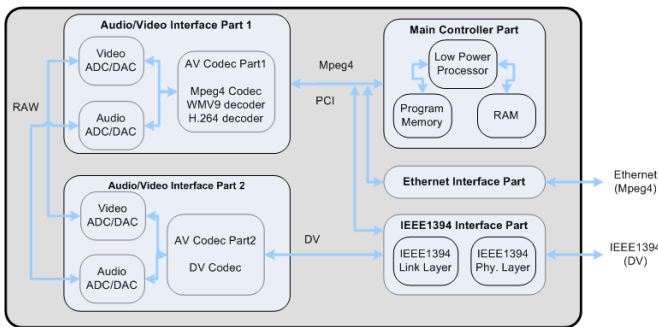 Audio/Video Interface Part 1
Video
ADC/DAC
Audio
ADC/DAC
AV Codec Part1
Mpeg4 Codec
WMV9 decoder
H.264 decoder
RAW
Mpeg4
PCI
Main Controller Part
Low Power
Processor
Program
Memory
RAM
Ethernet Interface Part
Ethernet
(Mpeg4)
Audio/Video Interface Part 2
Video
ADC/DAC
Audio
ADC/DAC
AV Codec Part2
DV Codec
DV
IEEE1394 Interface Part
IEEE1394
Link Layer
IEEE1394
Phy. Layer
IEEE1394
(DV)